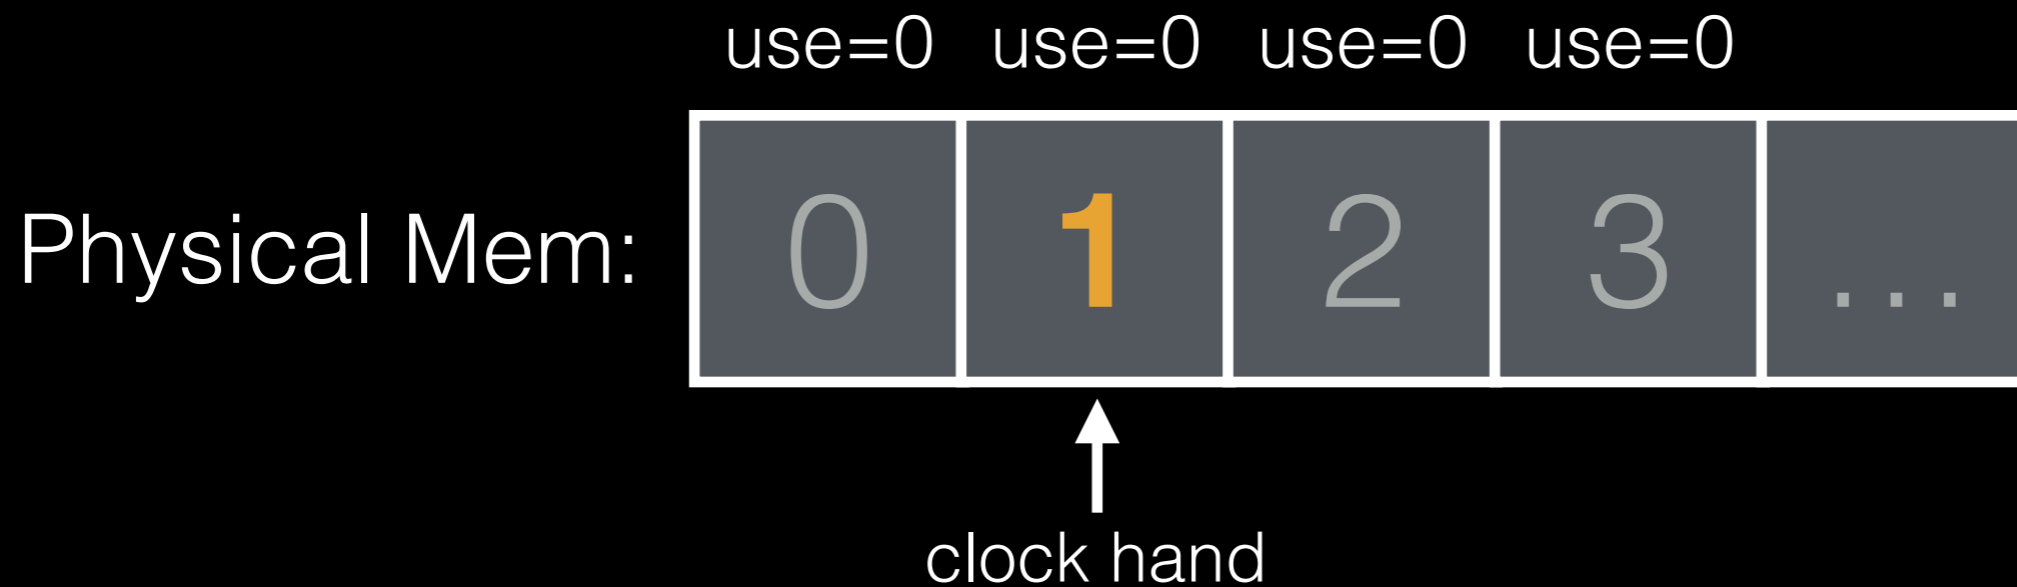 use=0 use=0 use=0 use=0
Physical Mem: 0 1 2 3 ...
clock hand